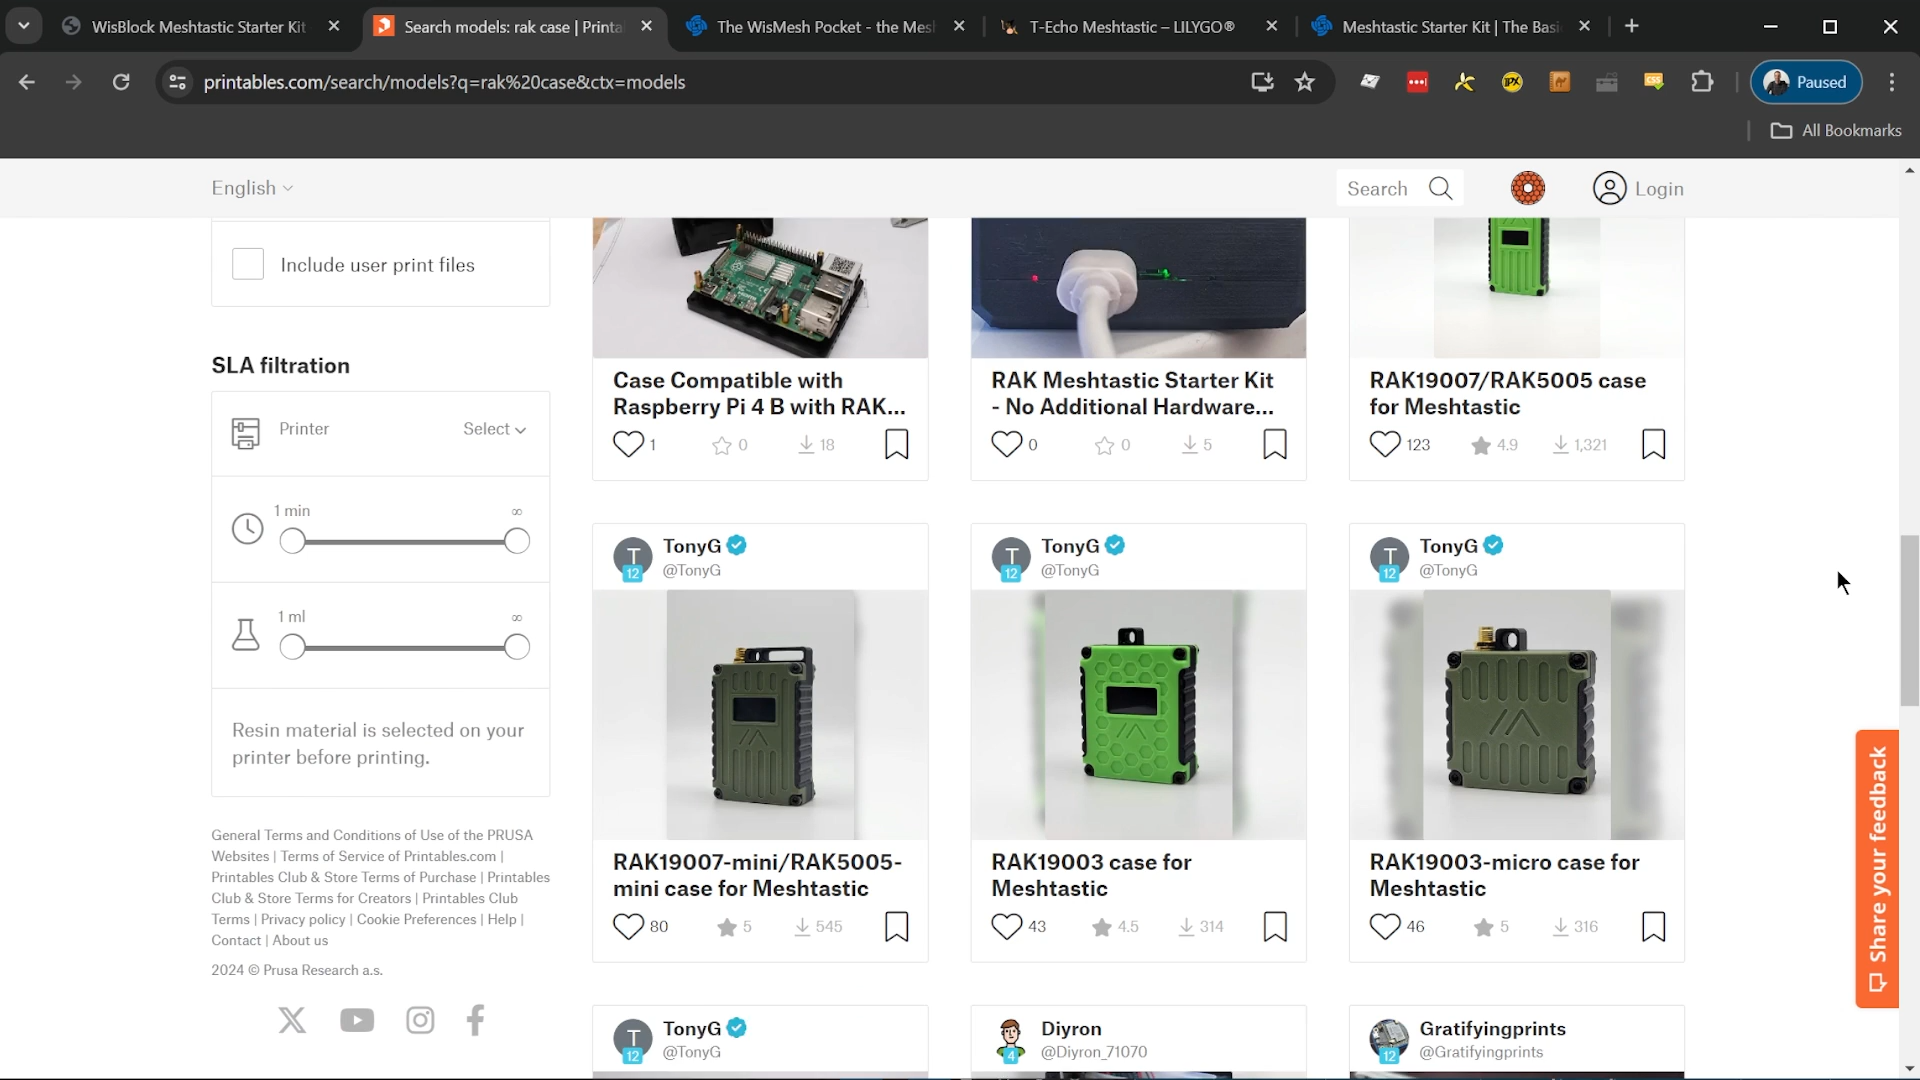 WisBlock Meshtastic Starter Kit
Search models: rak case | Printa
The WisMesh Pocket - the Mesh
T-Echo Meshtastic – LILYGO®
Meshtastic Starter Kit | The Basi
printables.com/search/models?q=rak%20case&ctx=models
Paused
All Bookmarks
English
Search
Login
Include user print files
SLA filtration
Printer
Select
1 min
∞
1 ml
∞
Resin material is selected on your
printer before printing.
General Terms and Conditions of Use of the PRUSA
Websites | Terms of Service of Printables.com |
Printables Club & Store Terms of Purchase | Printables
Club & Store Terms for Creators | Printables Club
Terms | Privacy policy | Cookie Preferences | Help |
Contact | About us
2024 © Prusa Research a.s.
Case Compatible with
Raspberry Pi 4 B with RAK...
1
0
18
RAK Meshtastic Starter Kit
- No Additional Hardware...
0
0
5
RAK19007/RAK5005 case
for Meshtastic
123
4.9
1,321
T
12
TonyG
@TonyG
RAK19007-mini/RAK5005-
mini case for Meshtastic
80
5
545
T
12
TonyG
@TonyG
RAK19003 case for
Meshtastic
43
4.5
314
T
12
TonyG
@TonyG
RAK19003-micro case for
Meshtastic
46
5
316
T
12
TonyG
@TonyG
4
Diyron
@Diyron_71070
12
Gratifyingprints
@Gratifyingprints
Share your feedback